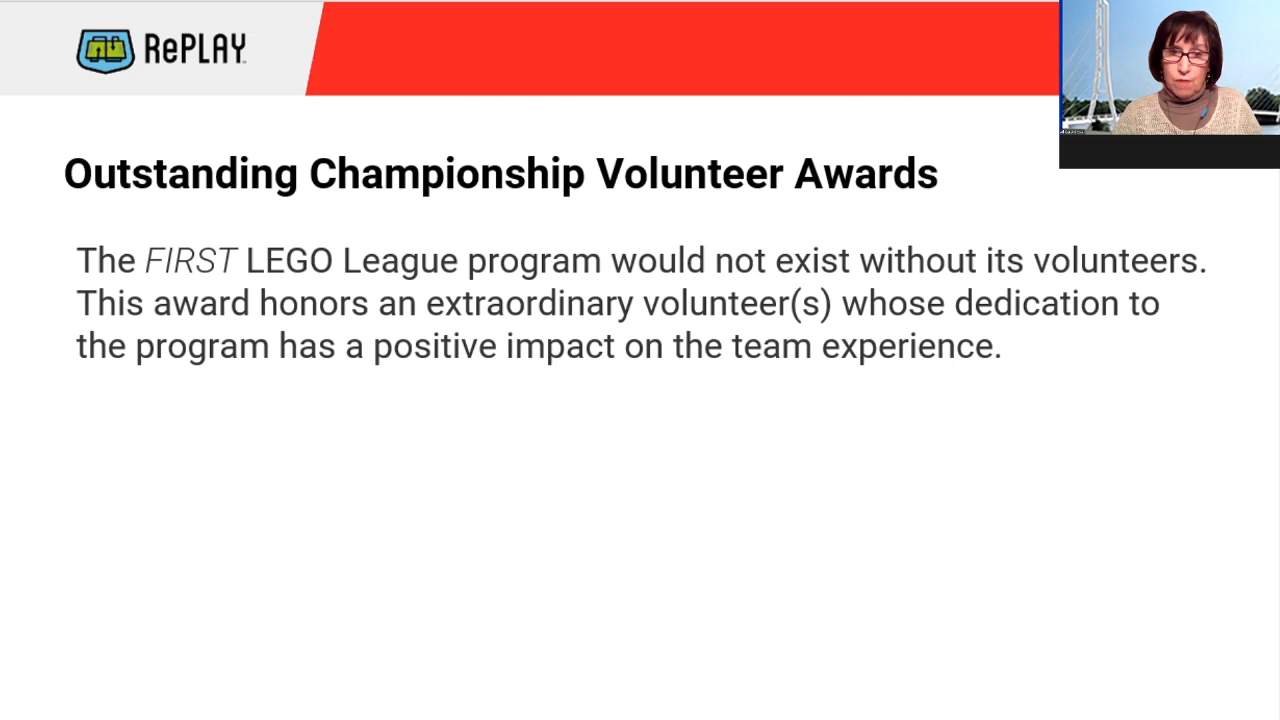 RePLAY
Outstanding Championship Volunteer Awards
The FIRST LEGO League program would not exist without its volunteers.
This award honors an extraordinary volunteer(s) whose dedication to
the program has a positive impact on the team experience.